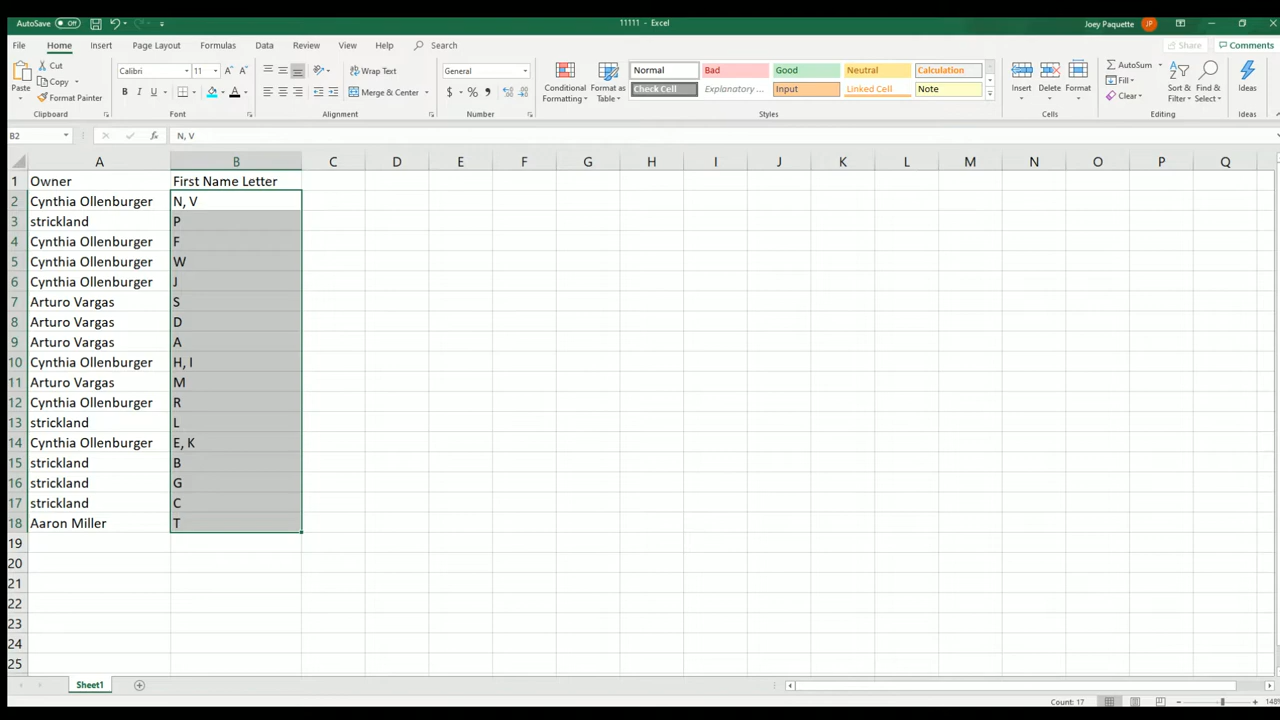 AutoSave Off 11111 - Excel Joey Paquette JP
File Home Insert Page Layout Formulas Data Review View Help Search Share Comments
Paste Cut Copy Format Painter Clipboard
Calibri 11 B I U A Font
Wrap Text Merge & Center Alignment
General $ % Number
Conditional Formatting Format as Table
Normal Bad Good Neutral Calculation
Check Cell Explanatory ... Input Linked Cell Note
Styles
Insert Delete Format Cells
AutoSum Fill Clear Sort & Filter Find & Select Editing
Ideas Ideas
B2 fx N, V
A B C D E F G H I J K L M N O P Q
1 Owner First Name Letter
2 Cynthia Ollenburger N, V
3 strickland P
4 Cynthia Ollenburger F
5 Cynthia Ollenburger W
6 Cynthia Ollenburger J
7 Arturo Vargas S
8 Arturo Vargas D
9 Arturo Vargas A
10 Cynthia Ollenburger H, I
11 Arturo Vargas M
12 Cynthia Ollenburger R
13 strickland L
14 Cynthia Ollenburger E, K
15 strickland B
16 strickland G
17 strickland C
18 Aaron Miller T
19
20
21
22
23
24
25
Sheet1
Count: 17 148%